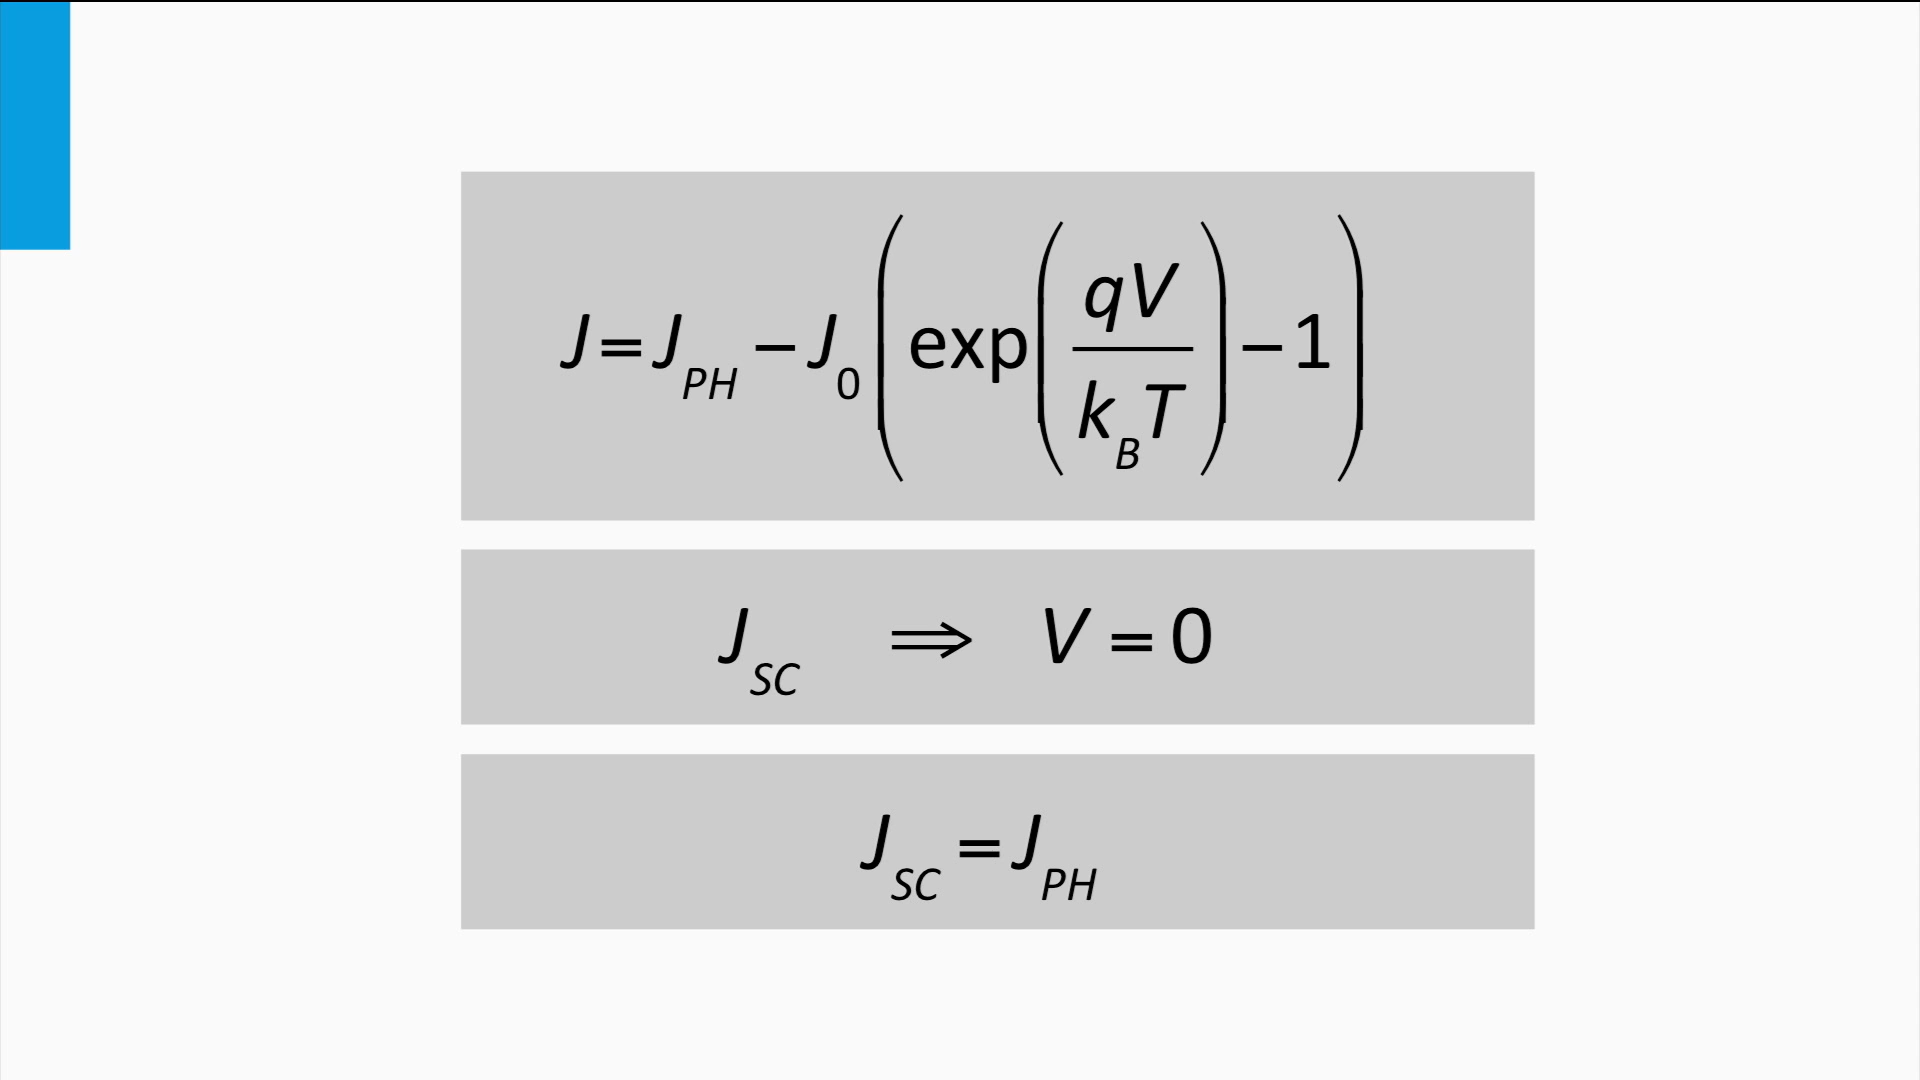 J = J_PH − J_0 ( exp( qV / k_B T ) − 1 )
J_SC ⟹ V = 0
J_SC = J_PH